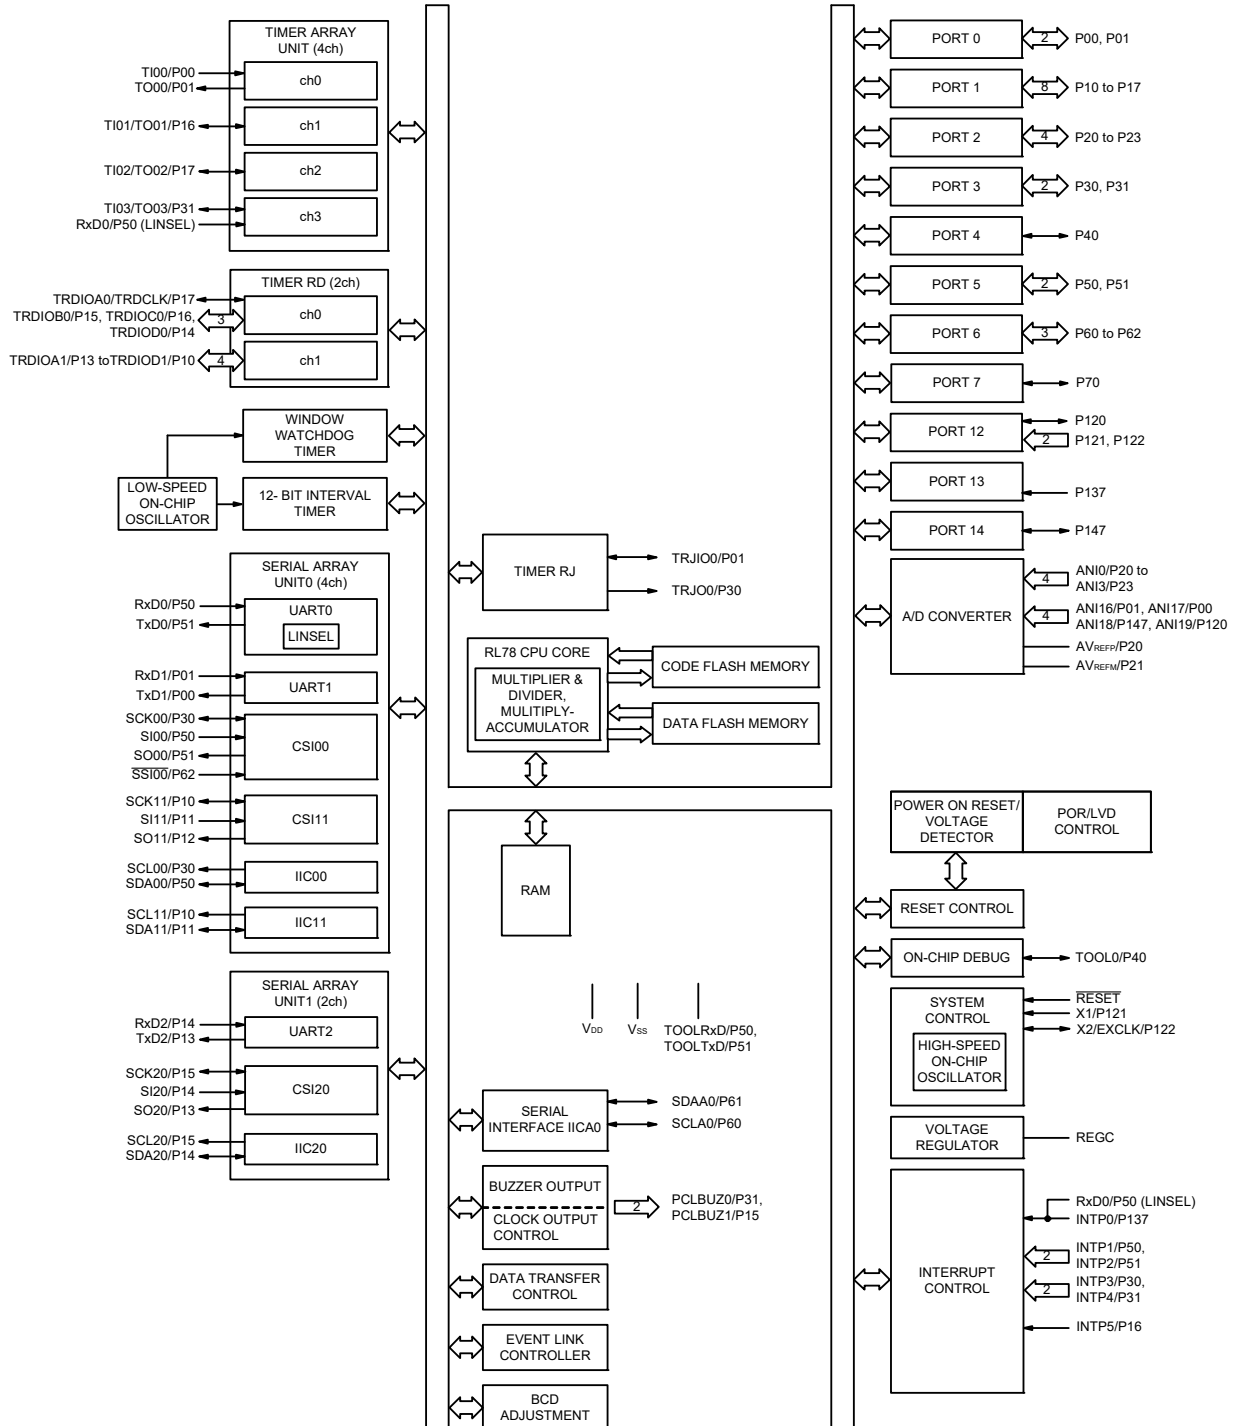 TIMER ARRAY
UNIT (4ch)
TI00/P00
TO00/P01
ch0
TI01/TO01/P16
ch1
TI02/TO02/P17
ch2
TI03/TO03/P31
RxD0/P50 (LINSEL)
ch3
TIMER RD (2ch)
TRDIOA0/TRDCLK/P17
TRDIOB0/P15, TRDIOC0/P16,
TRDIOD0/P14
3
ch0
TRDIOA1/P13 toTRDIOD1/P10
4
ch1
WINDOW
WATCHDOG
TIMER
LOW-SPEED
ON-CHIP
OSCILLATOR
12- BIT INTERVAL
TIMER
SERIAL ARRAY
UNIT0 (4ch)
RxD0/P50
TxD0/P51
UART0
LINSEL
RxD1/P01
TxD1/P00
UART1
SCK00/P30
SI00/P50
SO00/P51
SSI00/P62
CSI00
SCK11/P10
SI11/P11
SO11/P12
CSI11
SCL00/P30
SDA00/P50
IIC00
SCL11/P10
SDA11/P11
IIC11
SERIAL ARRAY
UNIT1 (2ch)
RxD2/P14
TxD2/P13
UART2
SCK20/P15
SI20/P14
SO20/P13
CSI20
SCL20/P15
SDA20/P14
IIC20
TIMER RJ
TRJIO0/P01
TRJO0/P30
RL78 CPU CORE
MULTIPLIER &
DIVIDER,
MULITIPLY-
ACCUMULATOR
CODE FLASH MEMORY
DATA FLASH MEMORY
RAM
VDD
VSS
TOOLRxD/P50,
TOOLTxD/P51
SERIAL
INTERFACE IICA0
SDAA0/P61
SCLA0/P60
BUZZER OUTPUT
CLOCK OUTPUT
CONTROL
2
PCLBUZ0/P31,
PCLBUZ1/P15
DATA TRANSFER
CONTROL
EVENT LINK
CONTROLLER
BCD
ADJUSTMENT
PORT 0
2
P00, P01
PORT 1
8
P10 to P17
PORT 2
4
P20 to P23
PORT 3
2
P30, P31
PORT 4
P40
PORT 5
2
P50, P51
PORT 6
3
P60 to P62
PORT 7
P70
PORT 12
P120
2
P121, P122
PORT 13
P137
PORT 14
P147
A/D CONVERTER
4
ANI0/P20 to
ANI3/P23
4
ANI16/P01, ANI17/P00
ANI18/P147, ANI19/P120
AVREFP/P20
AVREFM/P21
POWER ON RESET/
VOLTAGE
DETECTOR
POR/LVD
CONTROL
RESET CONTROL
ON-CHIP DEBUG
TOOL0/P40
SYSTEM
CONTROL
HIGH-SPEED
ON-CHIP
OSCILLATOR
RESET
X1/P121
X2/EXCLK/P122
VOLTAGE
REGULATOR
REGC
INTERRUPT
CONTROL
RxD0/P50 (LINSEL)
INTP0/P137
2
INTP1/P50,
INTP2/P51
2
INTP3/P30,
INTP4/P31
INTP5/P16